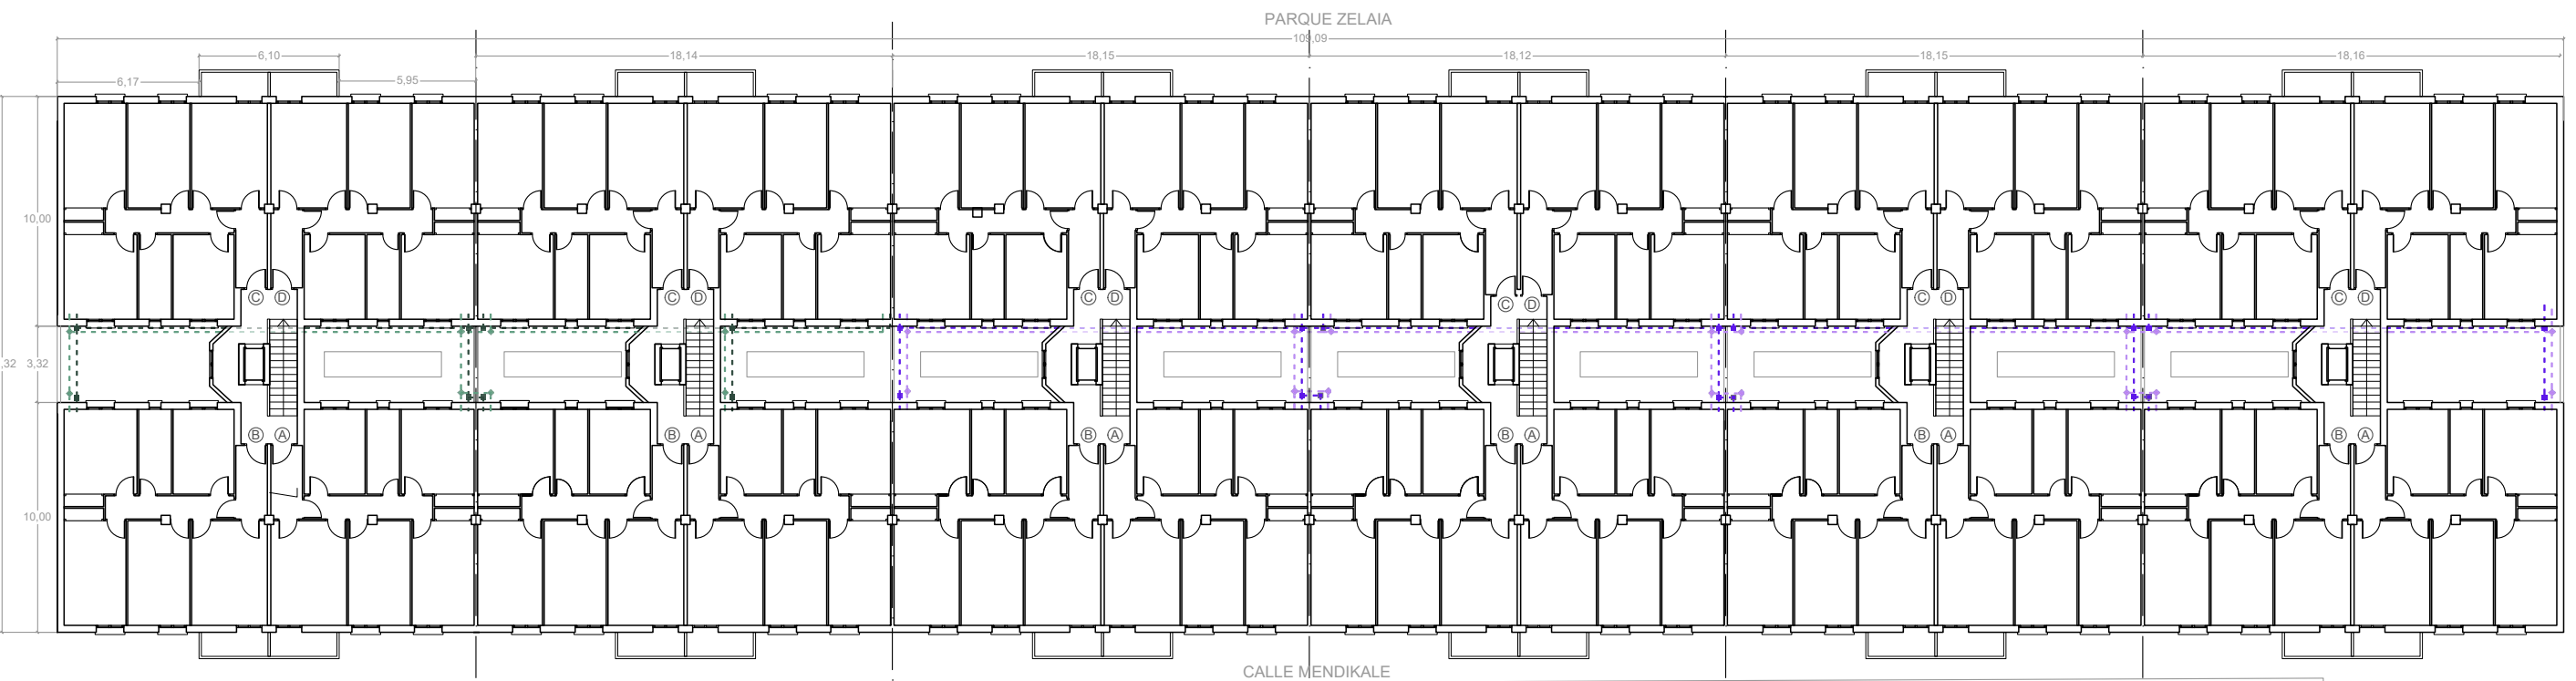 PARQUE ZELAIA
109,09
6,10 18,14 18,15 18,12 18,15 18,16
6,17 5,95
10,00
C D C D C D C D C D C D
,32 3,32
B A B A B A B A B A B A
10,00
CALLE MENDIKALE